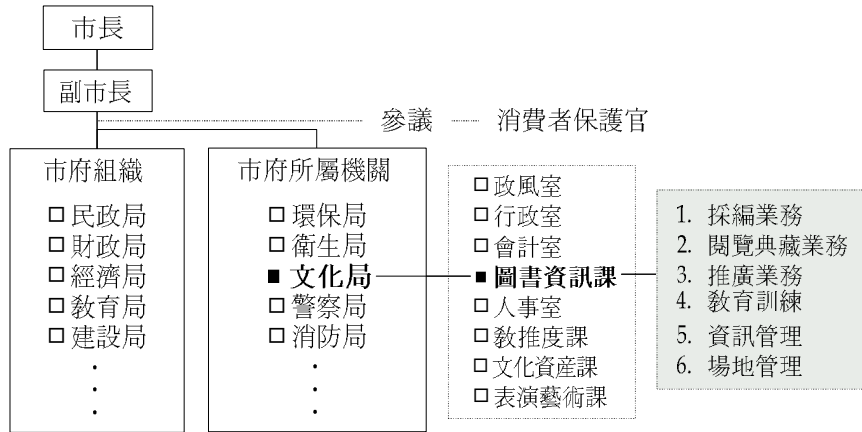 市長
副市長
參議
消費者保護官
市府組織
□ 民政局
□ 財政局
□ 經濟局
□ 教育局
□ 建設局
·
·
·
市府所屬機關
□ 環保局
□ 衛生局
■ 文化局
□ 警察局
□ 消防局
·
·
·
□ 政風室
□ 行政室
□ 會計室
■ 圖書資訊課
□ 人事室
□ 教推度課
□ 文化資產課
□ 表演藝術課
1. 採編業務
2. 閱覽典藏業務
3. 推廣業務
4. 教育訓練
5. 資訊管理
6. 場地管理